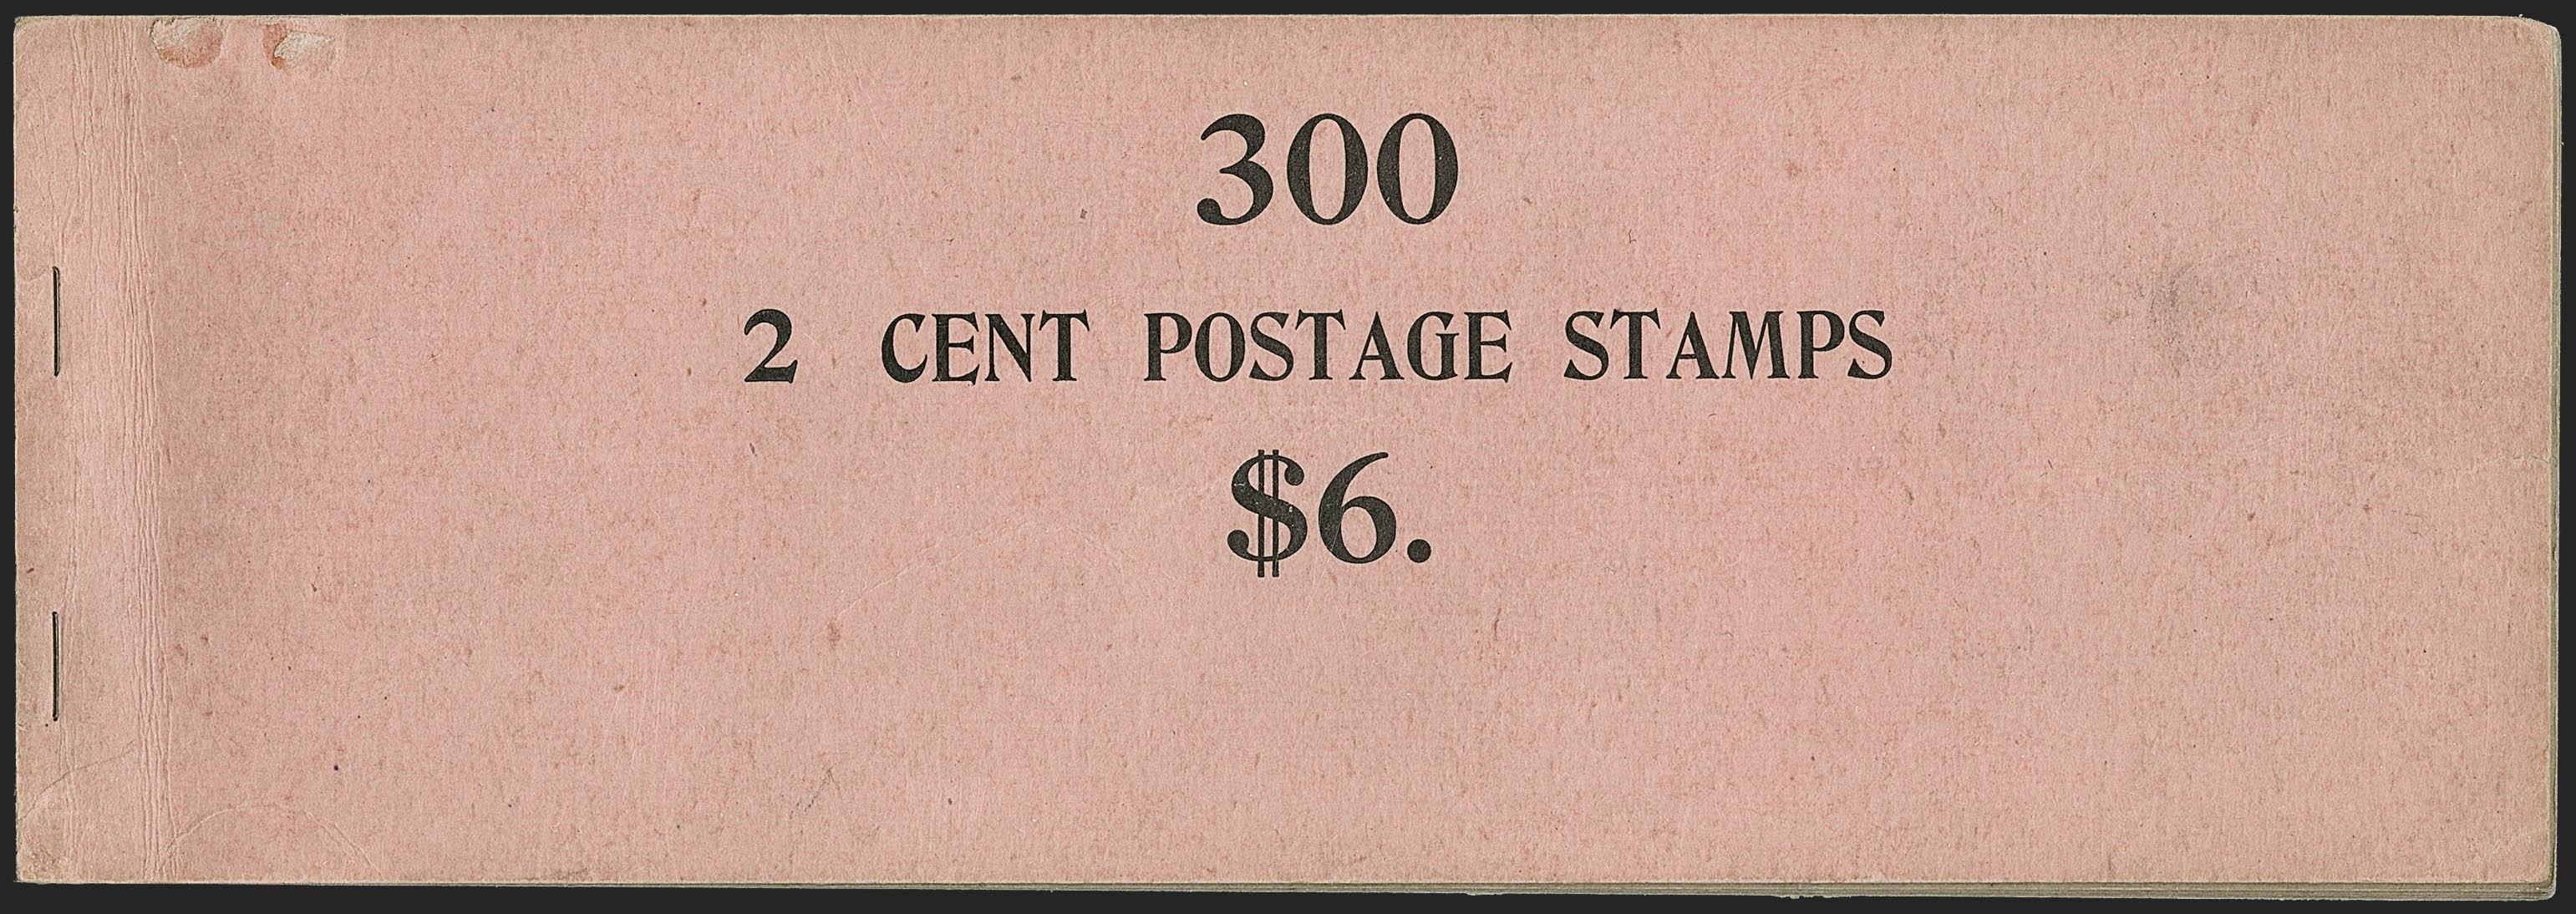 300
2 CENT POSTAGE STAMPS
$6.